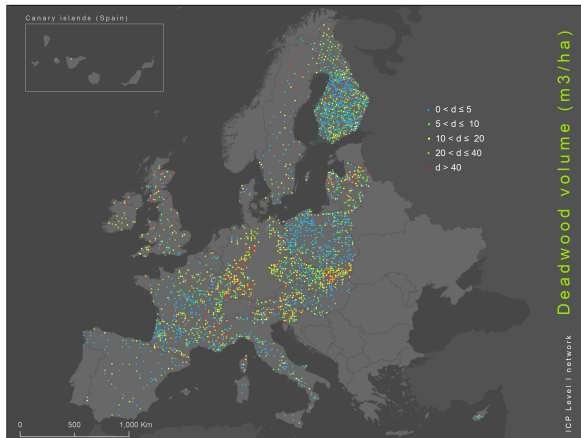 Canary islands (Spain)
0 < d ≤ 5
5 < d ≤ 10
10 < d ≤ 20
20 < d ≤ 40
d > 40
Deadwood volume (m3/ha)
ICP Level I network
0 500 1,000 Km